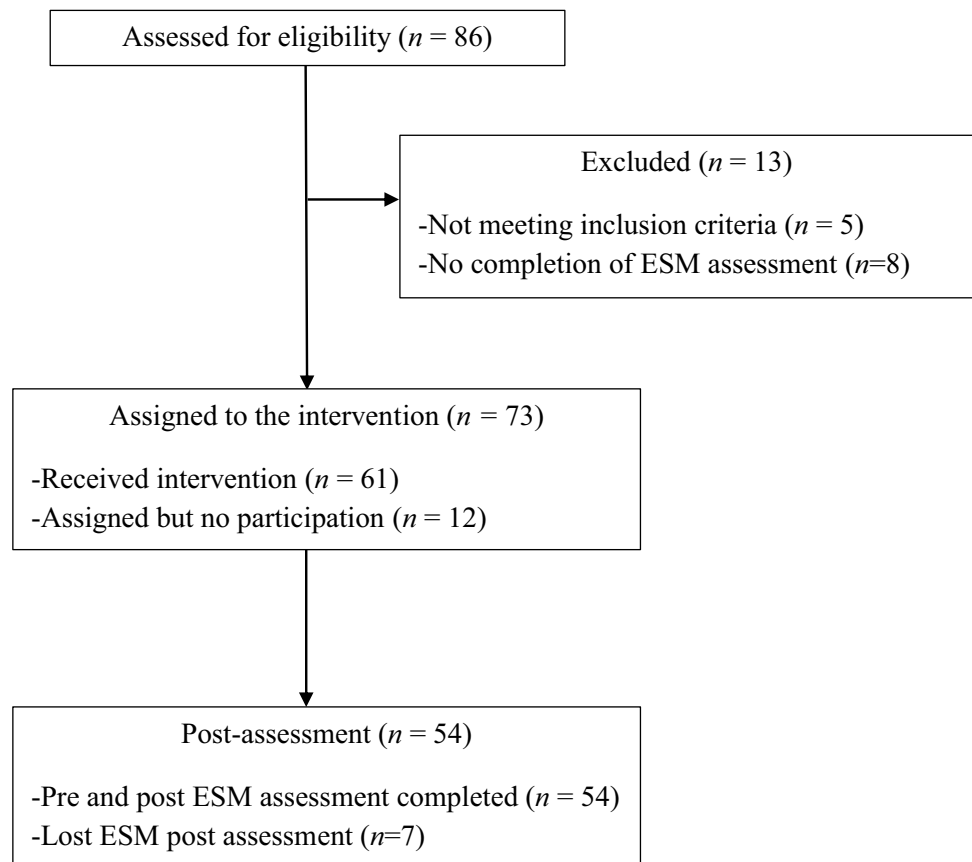 Assessed for eligibility (n = 86)
Excluded (n = 13)
-Not meeting inclusion criteria (n = 5)
-No completion of ESM assessment (n=8)
Assigned to the intervention (n = 73)
-Received intervention (n = 61)
-Assigned but no participation (n = 12)
Post-assessment (n = 54)
-Pre and post ESM assessment completed (n = 54)
-Lost ESM post assessment (n=7)